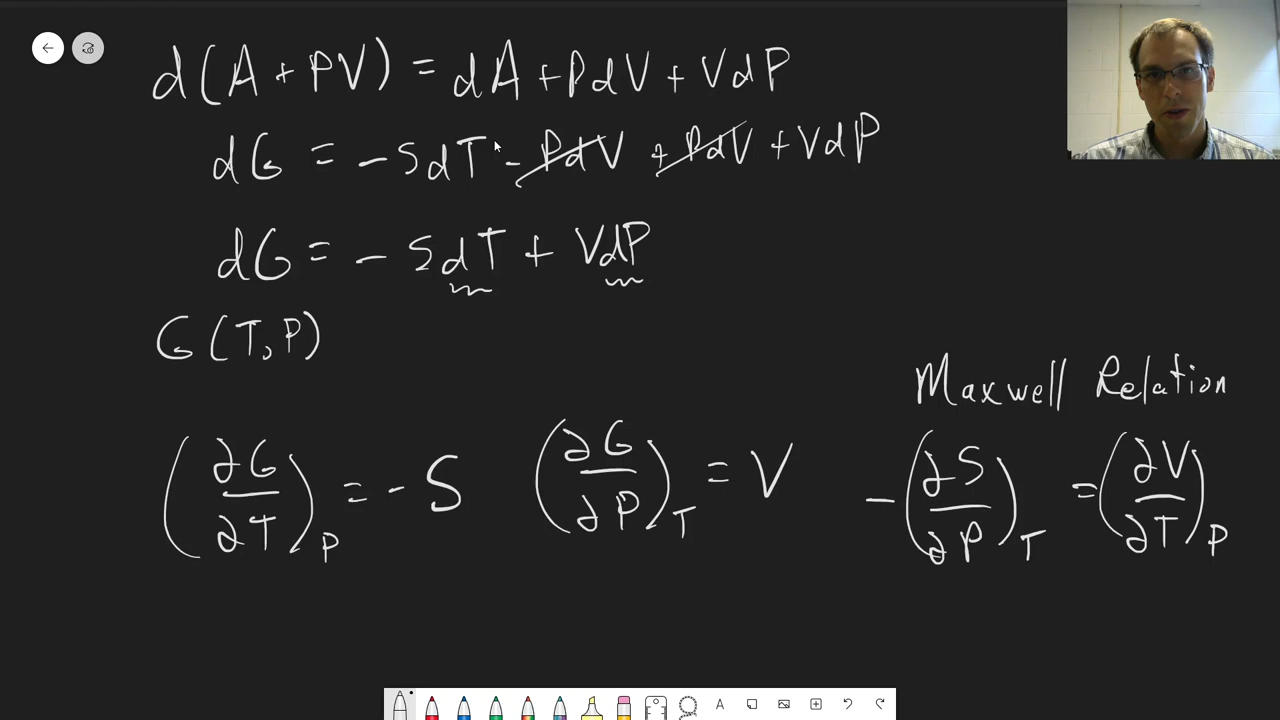 d(A + PV) = dA + PdV + VdP
dG = -SdT - PdV + PdV + VdP
dG = -SdT + VdP
G(T,P)
Maxwell Relation
(∂G/∂T)_P = -S   (∂G/∂P)_T = V   -(∂S/∂P)_T = (∂V/∂T)_P
A